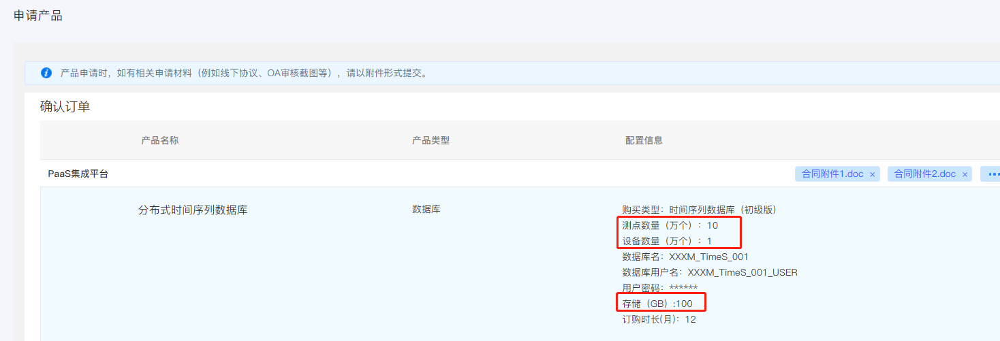 申请产品
产品申请时，如有相关申请材料（例如线下协议、OA审核截图等），请以附件形式提交。
确认订单
产品名称 产品类型 配置信息
PaaS集成平台 合同附件1.doc × 合同附件2.doc × •••
分布式时间序列数据库 数据库 购买类型：时间序列数据库（初级版）
测点数量（万个）：10
设备数量（万个）：1
数据库名：XXXM_TimeS_001
数据库用户名：XXXM_TimeS_001_USER
用户密码：******
存储（GB）:100
订购时长(月)：12